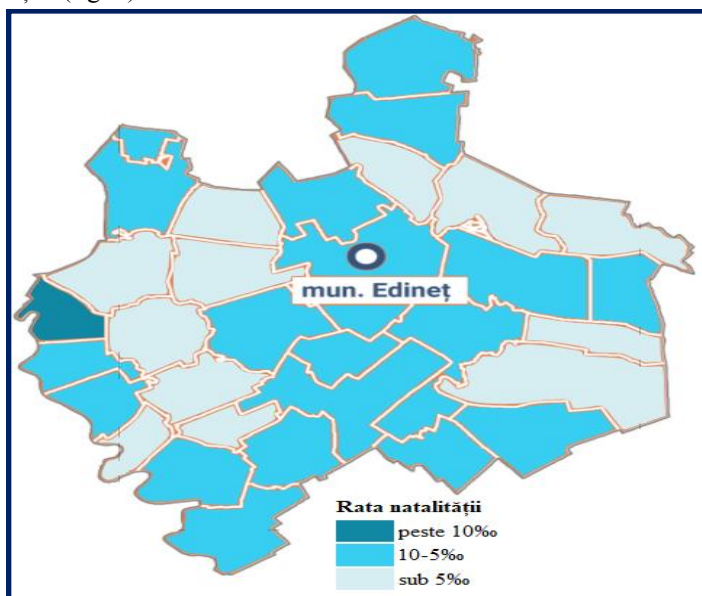 mun. Edineț
Rata natalității
peste 10‰
10-5‰
sub 5‰